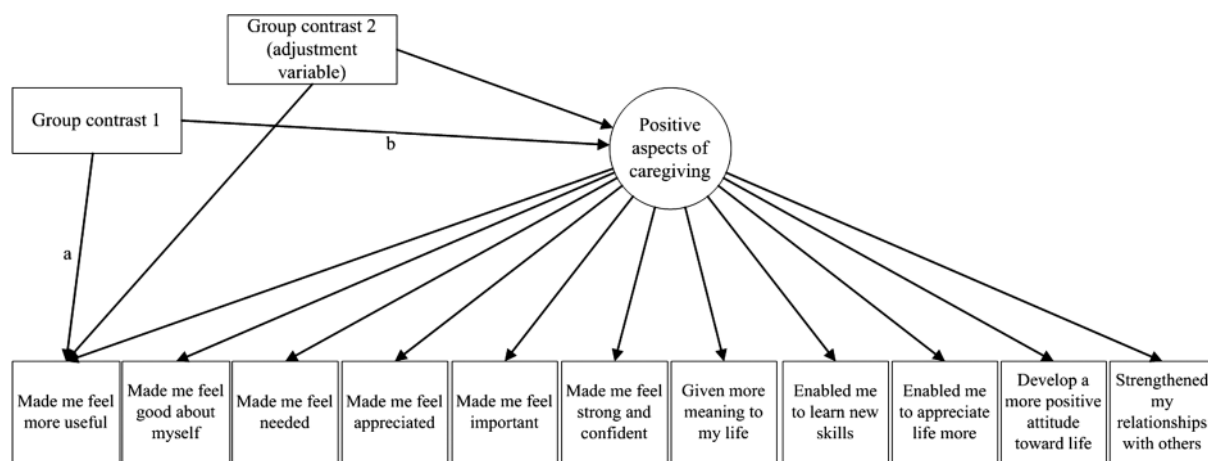 Group contrast 2
(adjustment
variable)
Group contrast 1
Positive
aspects of
caregiving
b
a
Made me feel
more useful
Made me feel
good about
myself
Made me feel
needed
Made me feel
appreciated
Made me feel
important
Made me feel
strong and
confident
Given more
meaning to
my life
Enabled me
to learn new
skills
Enabled me
to appreciate
life more
Develop a
more positive
attitude
toward life
Strengthened
my
relationships
with others